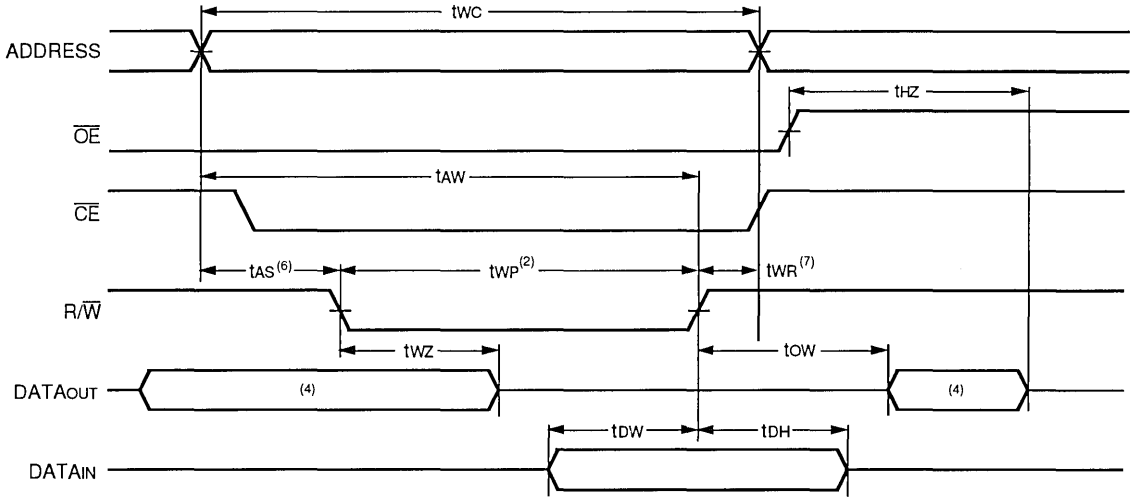 tWC
ADDRESS
tHZ
OE
tAW
CE
tAS(6) tWP(2) tWR(7)
R/W
tWZ tOW
DATAOUT (4) (4)
tDW tDH
DATAIN